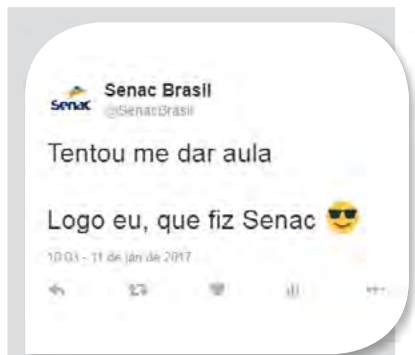 Senac Brasil
Senac @SenacBrasil
Tentou me dar aula
Logo eu, que fiz Senac 😎
10:03 - 11 de jan de 2017